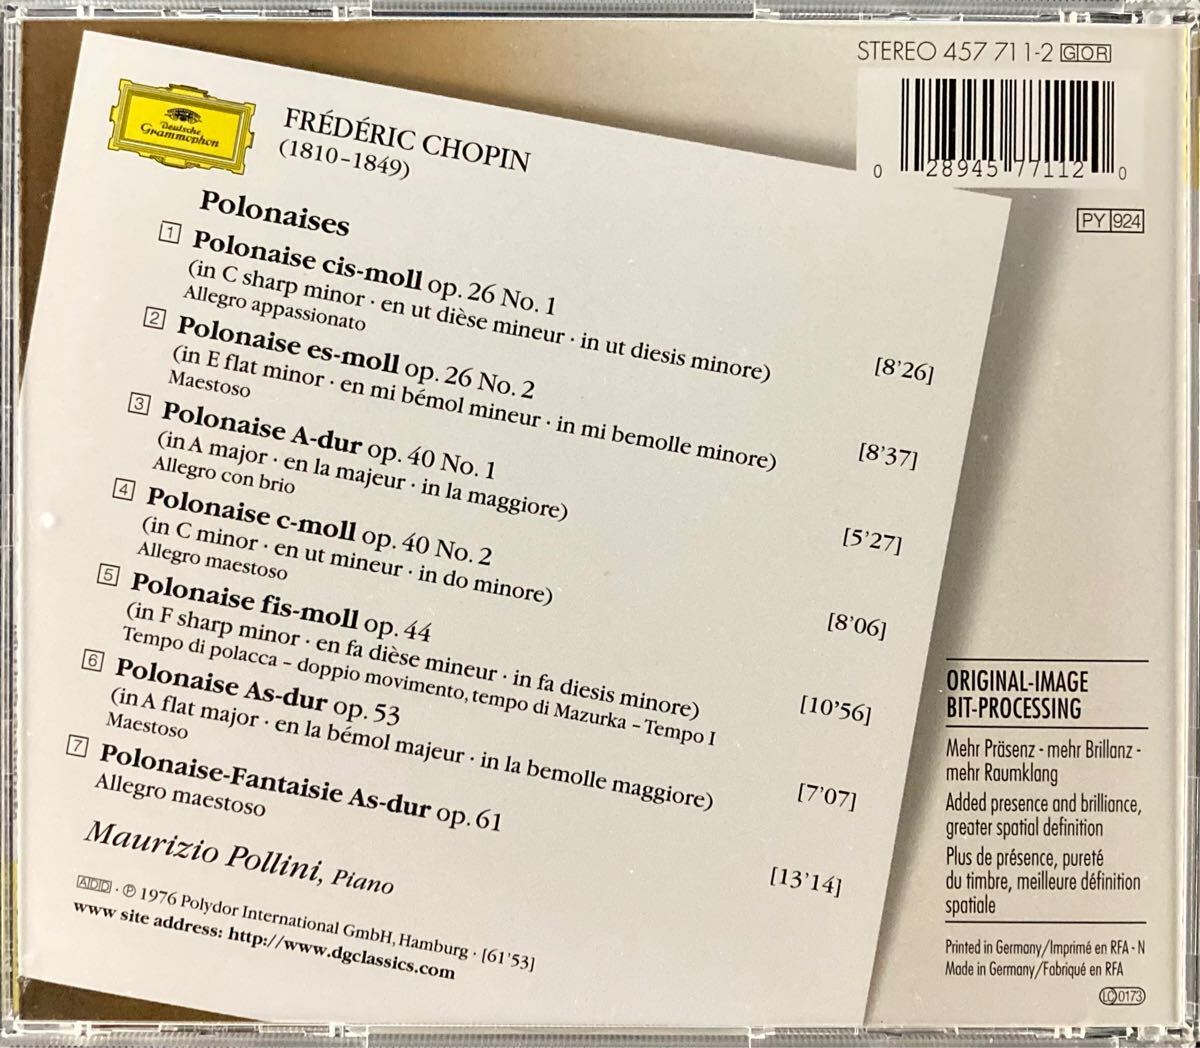 STEREO 457 711-2 GOR
0 28945 77112 0
PY 924
Deutsche
Grammophon
FRÉDÉRIC CHOPIN
(1810–1849)
Polonaises
1 Polonaise cis-moll op. 26 No. 1
(in C sharp minor · en ut dièse mineur · in ut diesis minore) [8'26]
Allegro appassionato
2 Polonaise es-moll op. 26 No. 2
(in E flat minor · en mi bémol mineur · in mi bemolle minore) [8'37]
Maestoso
3 Polonaise A-dur op. 40 No. 1
(in A major · en la majeur · in la maggiore) [5'27]
Allegro con brio
4 Polonaise c-moll op. 40 No. 2
(in C minor · en ut mineur · in do minore) [8'06]
Allegro maestoso
5 Polonaise fis-moll op. 44
(in F sharp minor · en fa dièse mineur · in fa diesis minore) [10'56]
Tempo di polacca – doppio movimento, tempo di Mazurka – Tempo I
6 Polonaise As-dur op. 53
(in A flat major · en la bémol majeur · in la bemolle maggiore) [7'07]
Maestoso
7 Polonaise-Fantaisie As-dur op. 61
Allegro maestoso [13'14]
Maurizio Pollini, Piano
ADD · ℗ 1976 Polydor International GmbH, Hamburg · [61'53]
www site address: http://www.dgclassics.com
ORIGINAL-IMAGE
BIT-PROCESSING
Mehr Präsenz - mehr Brillanz -
mehr Raumklang
Added presence and brilliance,
greater spatial definition
Plus de présence, pureté
du timbre, meilleure définition
spatiale
Printed in Germany/Imprimé en RFA - N
Made in Germany/Fabriqué en RFA
LC 0173